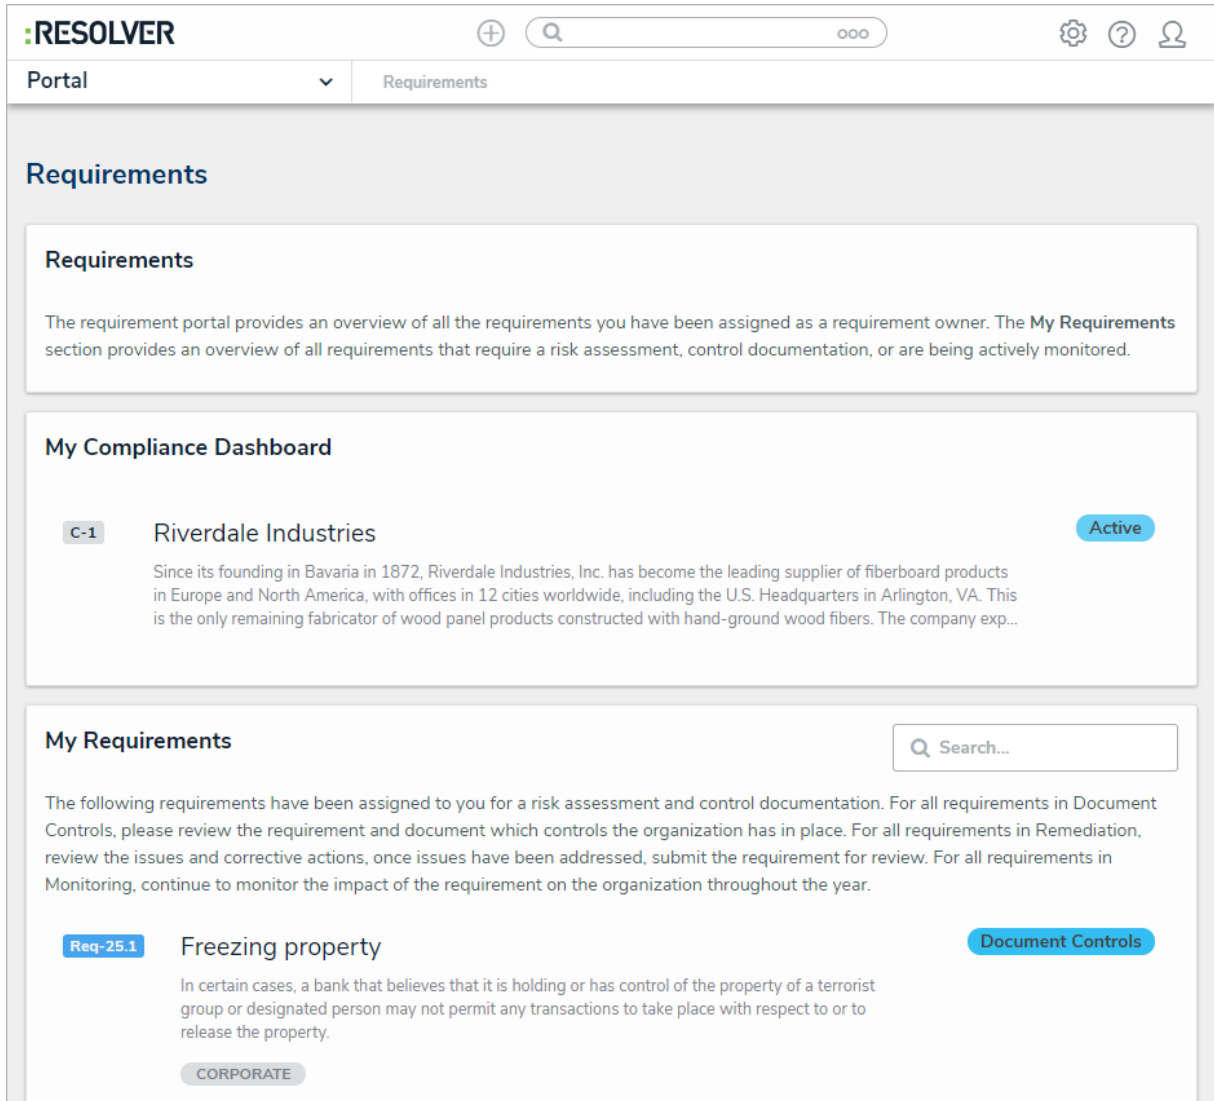 :RESOLVER
ooo
Portal
Requirements
Requirements
Requirements
The requirement portal provides an overview of all the requirements you have been assigned as a requirement owner. The My Requirements
section provides an overview of all requirements that require a risk assessment, control documentation, or are being actively monitored.
My Compliance Dashboard
C-1
Riverdale Industries
Active
Since its founding in Bavaria in 1872, Riverdale Industries, Inc. has become the leading supplier of fiberboard products
in Europe and North America, with offices in 12 cities worldwide, including the U.S. Headquarters in Arlington, VA. This
is the only remaining fabricator of wood panel products constructed with hand-ground wood fibers. The company exp...
My Requirements
Search...
The following requirements have been assigned to you for a risk assessment and control documentation. For all requirements in Document
Controls, please review the requirement and document which controls the organization has in place. For all requirements in Remediation,
review the issues and corrective actions, once issues have been addressed, submit the requirement for review. For all requirements in
Monitoring, continue to monitor the impact of the requirement on the organization throughout the year.
Req-25.1
Freezing property
Document Controls
In certain cases, a bank that believes that it is holding or has control of the property of a terrorist
group or designated person may not permit any transactions to take place with respect to or to
release the property.
CORPORATE